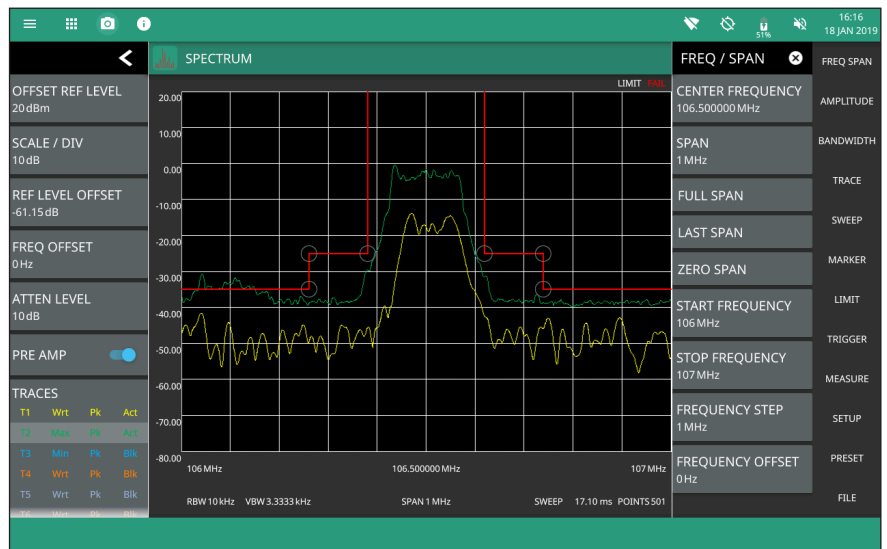 51%
16:16
18 JAN 2019
OFFSET REF LEVEL
20 dBm
SCALE / DIV
10 dB
REF LEVEL OFFSET
-61.15 dB
FREQ OFFSET
0 Hz
ATTEN LEVEL
10 dB
PRE AMP
TRACES
T1 Wrt Pk Act
T2 Max Pk Act
T3 Min Pk Blk
T4 Wrt Pk Blk
T5 Wrt Pk Blk
T6 Wrt Pk Blk
SPECTRUM
LIMIT FAIL
20.00
10.00
0.00
-10.00
-20.00
-30.00
-40.00
-50.00
-60.00
-70.00
-80.00
106 MHz 106.500000 MHz 107 MHz
RBW 10 kHz VBW 3.3333 kHz SPAN 1 MHz SWEEP 17.10 ms POINTS 501
FREQ / SPAN
CENTER FREQUENCY
106.500000 MHz
SPAN
1 MHz
FULL SPAN
LAST SPAN
ZERO SPAN
START FREQUENCY
106 MHz
STOP FREQUENCY
107 MHz
FREQUENCY STEP
1 MHz
FREQUENCY OFFSET
0 Hz
FREQ SPAN
AMPLITUDE
BANDWIDTH
TRACE
SWEEP
MARKER
LIMIT
TRIGGER
MEASURE
SETUP
PRESET
FILE